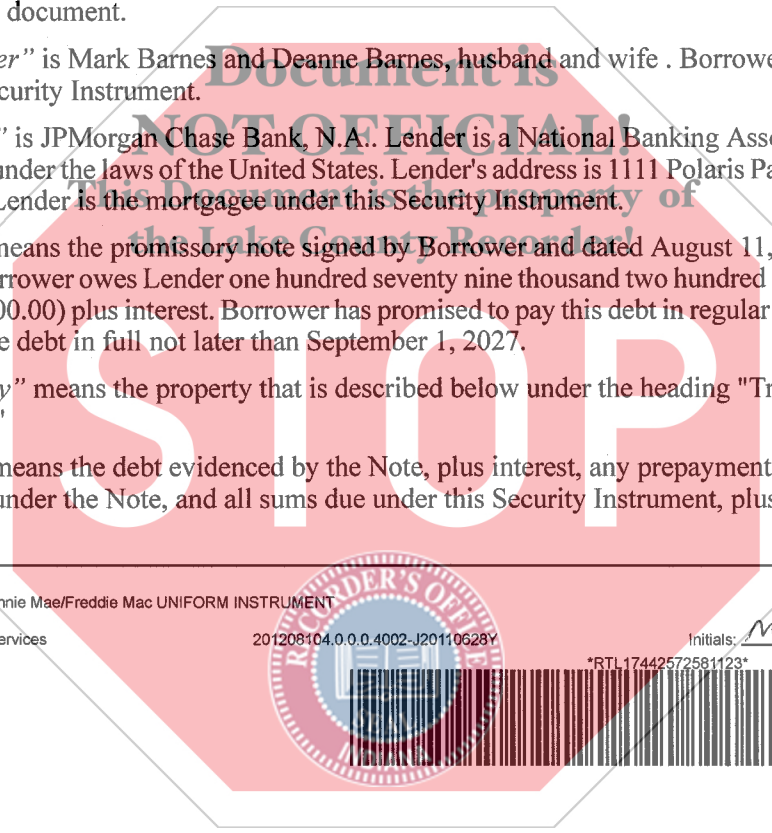 document.
er” is Mark Barnes and Deanne Barnes, husband and wife . Borrowe
curity Instrument.
” is JPMorgan Chase Bank, N.A.. Lender is a National Banking Asso
under the laws of the United States. Lender's address is 1111 Polaris Pa
Lender is the mortgagee under this Security Instrument.
means the promissory note signed by Borrower and dated August 11,
rrower owes Lender one hundred seventy nine thousand two hundred
00.00) plus interest. Borrower has promised to pay this debt in regular
e debt in full not later than September 1, 2027.
y” means the property that is described below under the heading "Tr
"
means the debt evidenced by the Note, plus interest, any prepayment
under the Note, and all sums due under this Security Instrument, plus
Document is
NOT OFFICIAL!
This Document is the property of
the Lake County Recorder!
STOP
nnie Mae/Freddie Mac UNIFORM INSTRUMENT
ervices
201208104.0.0.0.4002-J20110628Y
Initials:
*RTL17442572581123*
RECORDER'S OFFICE
SEAL
INDIANA